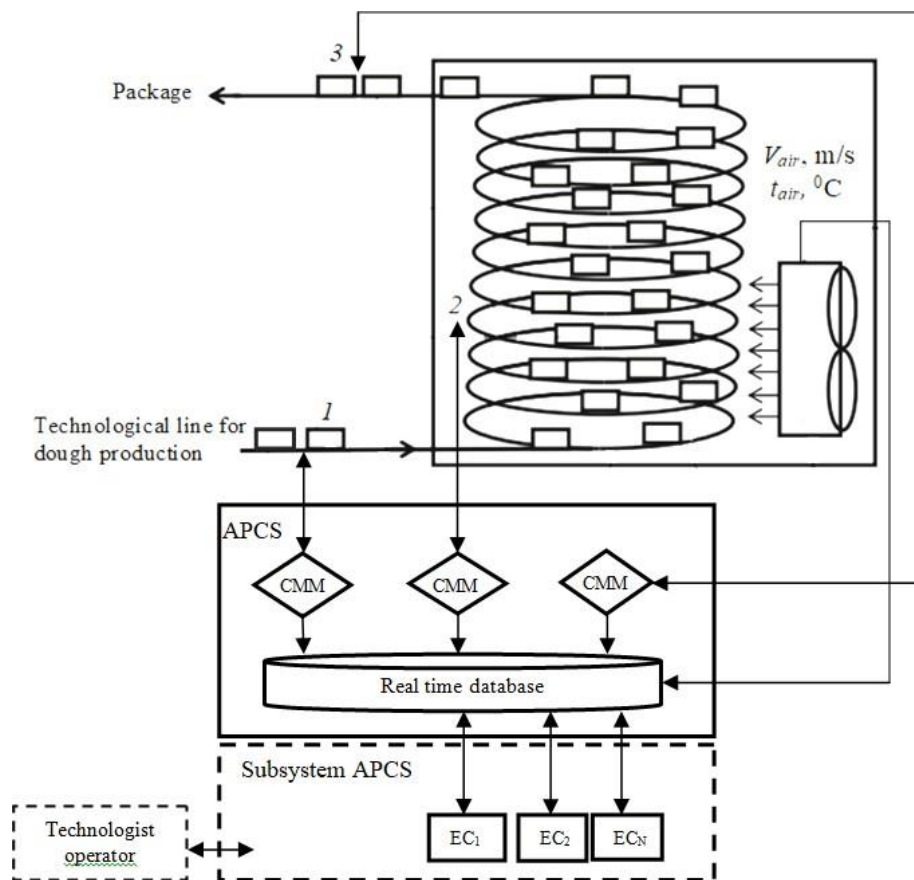 3
Package
V_air, m/s
t_air, ⁰C
2
1
Technological line for
dough production
APCS
CMM
CMM
CMM
Real time database
Subsystem APCS
Technologist
operator
EC₁
EC₂
EC_N